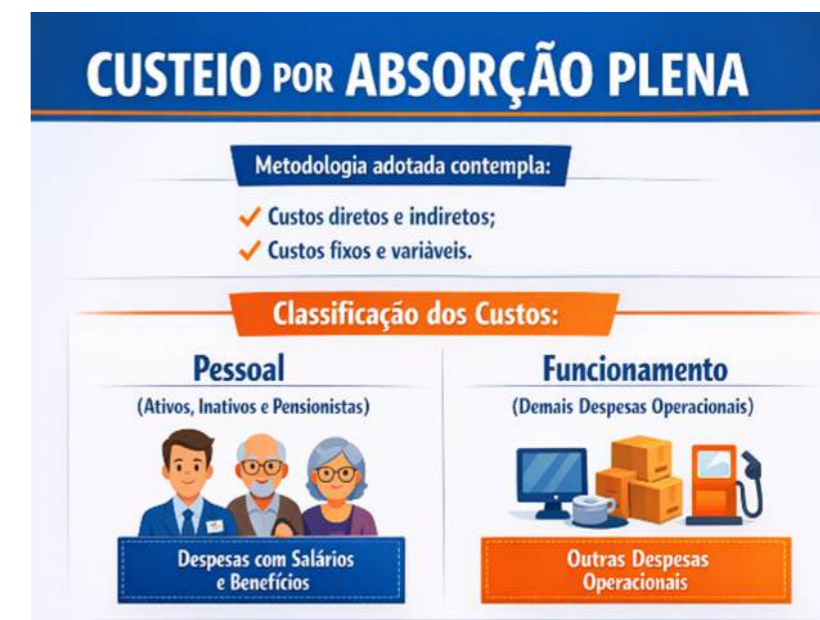 CUSTEIO POR ABSORÇÃO PLENA
Metodologia adotada contempla:
Custos diretos e indiretos;
Custos fixos e variàveis.
Classificação dos Custos:
Pessoal
(Ativos, Inativos e Pensionistas)
Despesas com Salários
e Benefícios
Funcionamento
(Demais Despesas Operacionais)
Outras Despesas
Operacionais